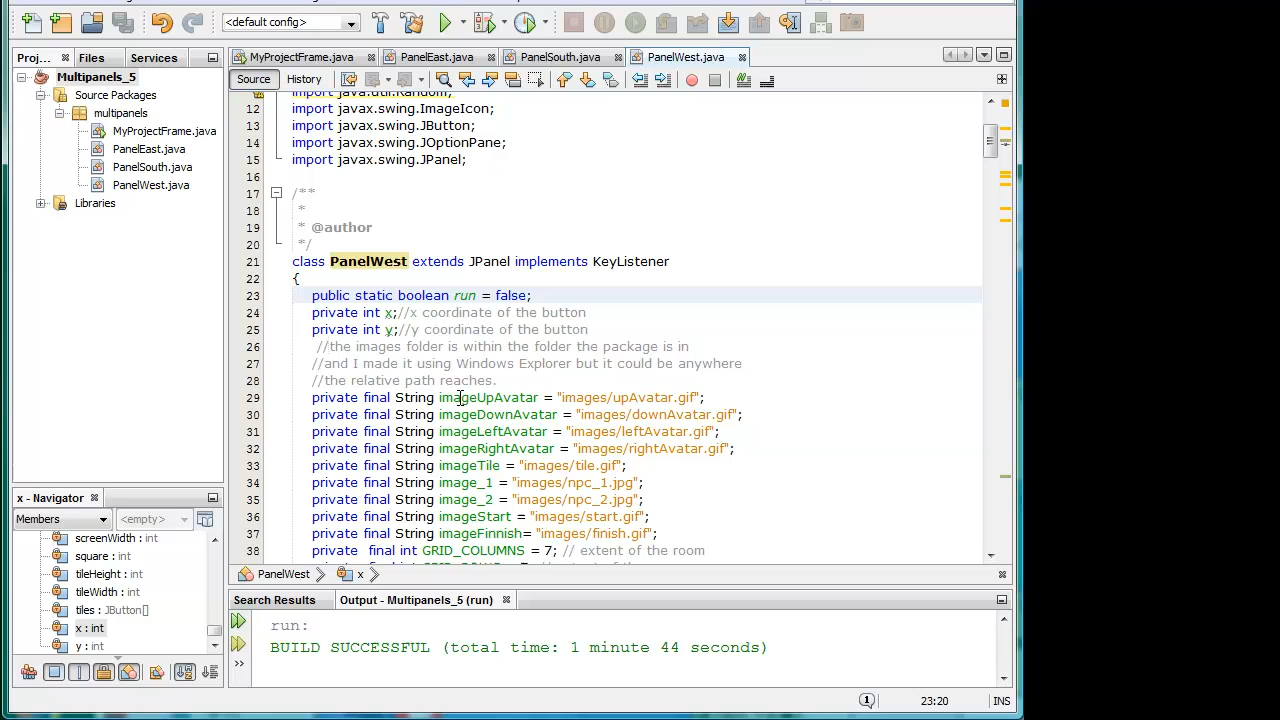 <default config>
Proj...
Files
Services
MyProjectFrame.java
PanelEast.java
PanelSouth.java
PanelWest.java
Source
History
Multipanels_5
Source Packages
multipanels
MyProjectFrame.java
PanelEast.java
PanelSouth.java
PanelWest.java
Libraries
import java.util.Random;
12 import javax.swing.ImageIcon;
13 import javax.swing.JButton;
14 import javax.swing.JOptionPane;
15 import javax.swing.JPanel;
16
17 /**
18 *
19 * @author
20 */
21 class PanelWest extends JPanel implements KeyListener
22 {
23 public static boolean run = false;
24 private int x;//x coordinate of the button
25 private int y;//y coordinate of the button
26 //the images folder is within the folder the package is in
27 //and I made it using Windows Explorer but it could be anywhere
28 //the relative path reaches.
29 private final String imageUpAvatar = "images/upAvatar.gif";
30 private final String imageDownAvatar = "images/downAvatar.gif";
31 private final String imageLeftAvatar = "images/leftAvatar.gif";
32 private final String imageRightAvatar = "images/rightAvatar.gif";
33 private final String imageTile = "images/tile.gif";
34 private final String image_1 = "images/npc_1.jpg";
35 private final String image_2 = "images/npc_2.jpg";
36 private final String imageStart = "images/start.gif";
37 private final String imageFinnish= "images/finish.gif";
38 private final int GRID_COLUMNS = 7; // extent of the room
x - Navigator
Members
<empty>
screenWidth : int
square : int
tileHeight : int
tileWidth : int
tiles : JButton[]
x : int
y : int
PanelWest
x
Search Results
Output - Multipanels_5 (run)
run:
BUILD SUCCESSFUL (total time: 1 minute 44 seconds)
1
23:20
INS